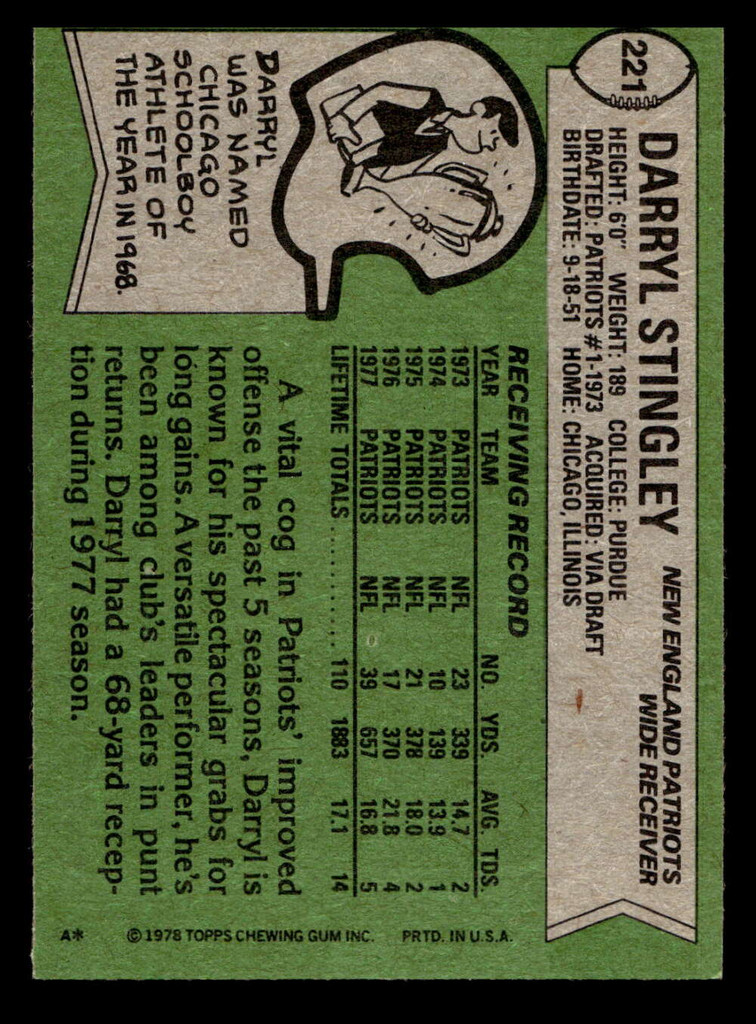 221
DARRYL STINGLEY
NEW ENGLAND PATRIOTS
WIDE RECEIVER
HEIGHT: 6'0" WEIGHT: 189 COLLEGE: PURDUE
DRAFTED: PATRIOTS #1-1973 ACQUIRED: VIA DRAFT
BIRTHDATE: 9-18-51 HOME: CHICAGO, ILLINOIS
DARRYL
WAS NAMED
CHICAGO
SCHOOLBOY
ATHLETE OF
THE YEAR IN 1968.
RECEIVING RECORD
YEAR TEAM NO. YDS. AVG. TDS.
1973 PATRIOTS NFL 23 339 14.7 2
1974 PATRIOTS NFL 10 139 13.9 1
1975 PATRIOTS NFL 21 378 18.0 2
1976 PATRIOTS NFL 17 370 21.8 4
1977 PATRIOTS NFL 39 657 16.8 5
LIFETIME TOTALS ............ 110 1883 17.1 14
A vital cog in Patriots' improved
offense the past 5 seasons, Darryl is
known for his spectacular grabs for
long gains. A versatile performer, he's
been among club's leaders in punt
returns. Darryl had a 68-yard recep-
tion during 1977 season.
A* © 1978 TOPPS CHEWING GUM INC. PRTD. IN U.S.A.